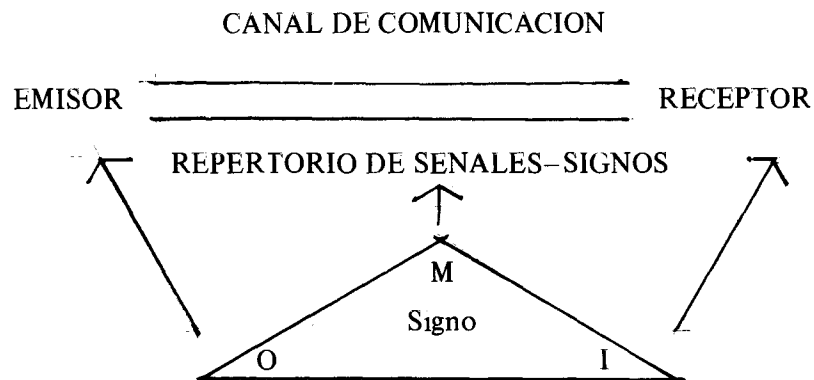 CANAL DE COMUNICACION
EMISOR RECEPTOR
REPERTORIO DE SENALES–SIGNOS
M
Signo
O I